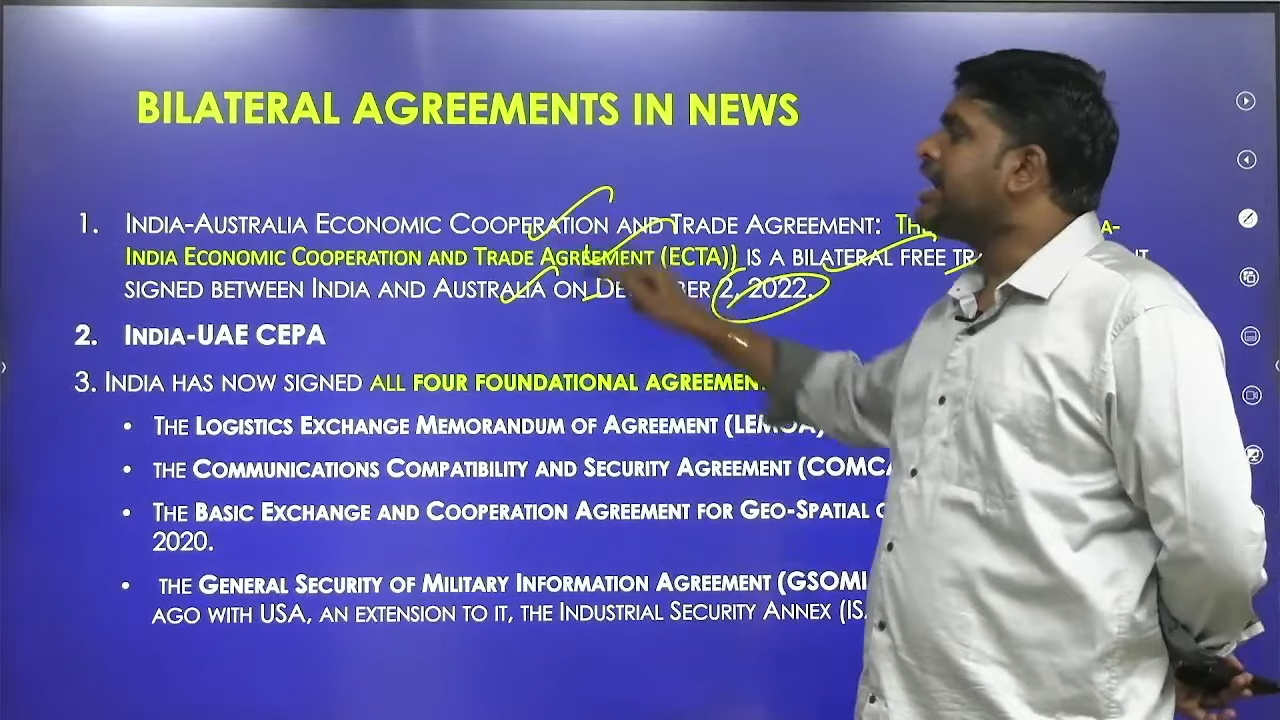 BILATERAL AGREEMENTS IN NEWS
1. INDIA-AUSTRALIA ECONOMIC COOPERATION AND TRADE AGREEMENT:
INDIA ECONOMIC COOPERATION AND TRADE AGREEMENT (ECTA)) IS A BILATERAL FREE
SIGNED BETWEEN INDIA AND AUSTRALIA ON 2, 2022.
2. INDIA-UAE CEPA
3. INDIA HAS NOW SIGNED ALL FOUR FOUNDATIONAL
• THE LOGISTICS EXCHANGE MEMORANDUM OF AGREEMENT (LEMOA)
• THE COMMUNICATIONS COMPATIBILITY AND SECURITY AGREEMENT
• THE BASIC EXCHANGE AND COOPERATION AGREEMENT FOR GEO-SPATIAL
2020.
• THE GENERAL SECURITY OF MILITARY INFORMATION AGREEMENT
AGO WITH USA, AN EXTENSION TO IT, THE INDUSTRIAL SECURITY ANNEX